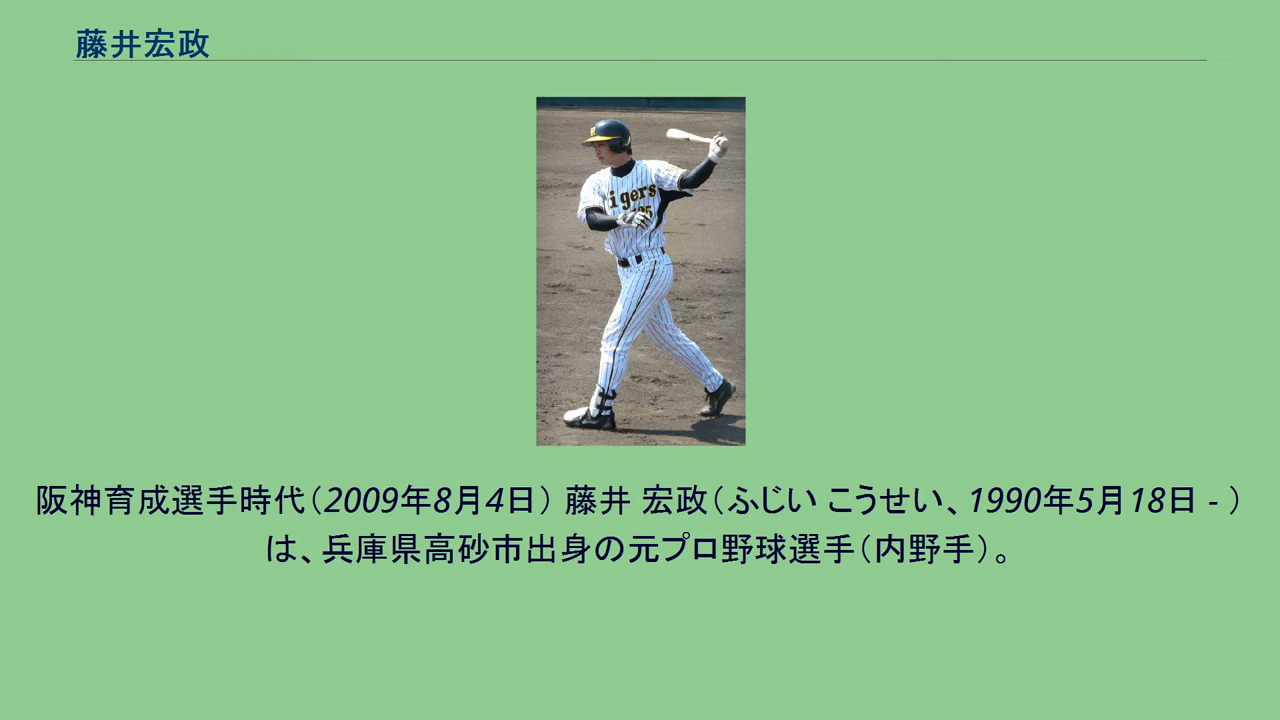 藤井宏政
igers
阪神育成選手時代（2009年8月4日） 藤井 宏政（ふじい こうせい、1990年5月18日 - ）
は、兵庫県高砂市出身の元プロ野球選手（内野手）。